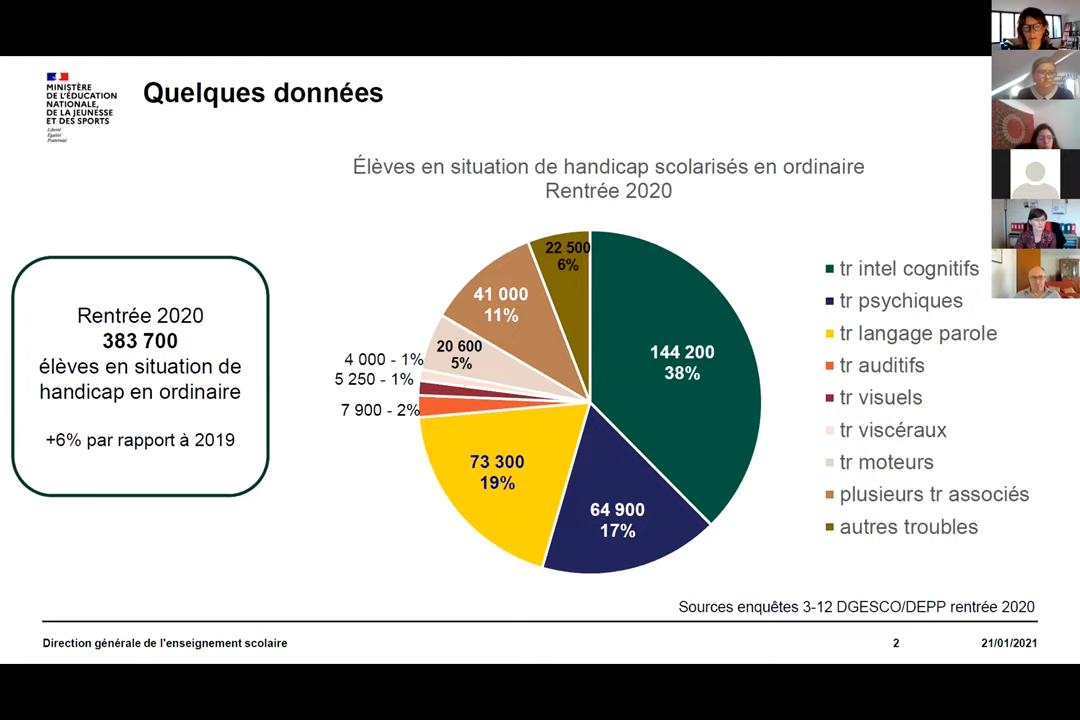 MINISTÈRE
DE L'ÉDUCATION
NATIONALE,
DE LA JEUNESSE
ET DES SPORTS
Liberté
Égalité
Fraternité
Quelques données
Élèves en situation de handicap scolarisés en ordinaire
Rentrée 2020
Rentrée 2020
383 700
élèves en situation de
handicap en ordinaire
+6% par rapport à 2019
22 500
6%
41 000
11%
20 600
5%
4 000 - 1%
5 250 - 1%
7 900 - 2%
73 300
19%
64 900
17%
144 200
38%
tr intel cognitifs
tr psychiques
tr langage parole
tr auditifs
tr visuels
tr viscéraux
tr moteurs
plusieurs tr associés
autres troubles
Sources enquêtes 3-12 DGESCO/DEPP rentrée 2020
Direction générale de l'enseignement scolaire
2
21/01/2021